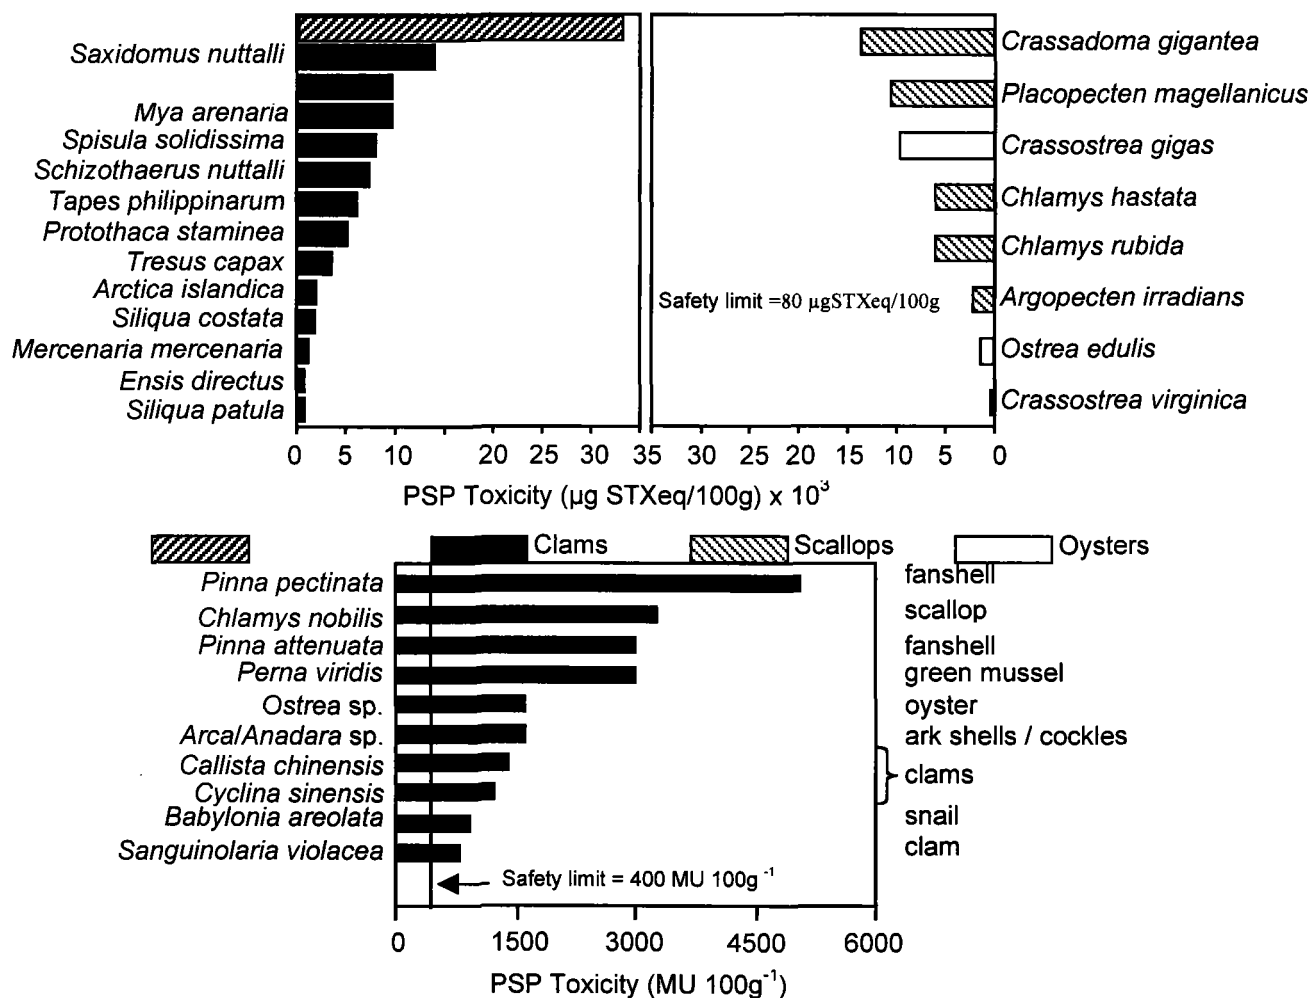 Saxidomus nuttalli
Mya arenaria
Spisula solidissima
Schizothaerus nuttalli
Tapes philippinarum
Protothaca staminea
Tresus capax
Arctica islandica
Siliqua costata
Mercenaria mercenaria
Ensis directus
Siliqua patula
0 5 20 25 30 35
Crassadoma gigantea
Placopecten magellanicus
Crassostrea gigas
Chlamys hastata
Chlamys rubida
Safety limit =80 µgSTXeq/100g
Argopecten irradians
Ostrea edulis
Crassostrea virginica
30 25 20 15 10 5 0
PSP Toxicity (µg STXeq/100g) x 10³
Clams
Scallops
Oysters
Pinna pectinata fanshell
Chlamys nobilis scallop
Pinna attenuata fanshell
Perna viridis green mussel
Ostrea sp. oyster
Arca/Anadara sp. ark shells / cockles
Callista chinensis
clams
Cyclina sinensis
Babylonia areolata snail
Sanguinolaria violacea clam
Safety limit = 400 MU 100g⁻¹
0 1500 3000 4500 6000
PSP Toxicity (MU 100g⁻¹)